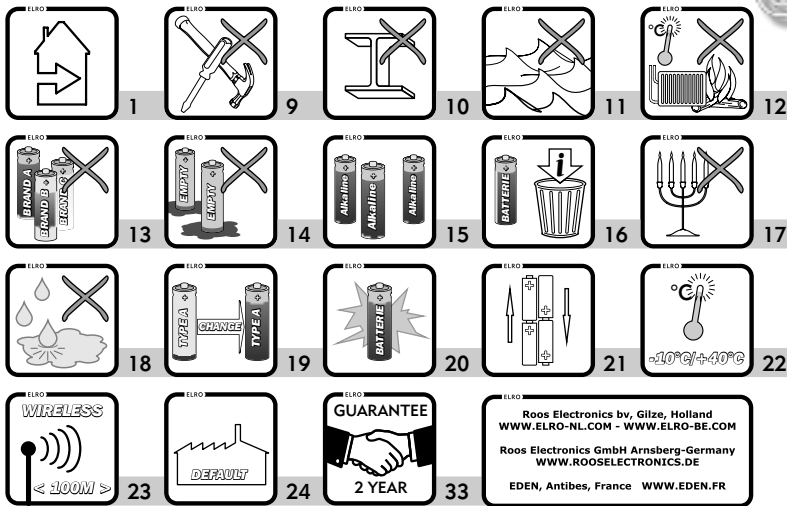 ELRO ELRO ELRO ELRO ELRO
°C
1 9 10 11 12
ELRO ELRO ELRO ELRO ELRO
BRAND A BRAND B BRAND C
EMPTY EMPTY
Alkaline Alkaline Alkaline
BATTERIE i
13 14 15 16 17
ELRO ELRO ELRO ELRO ELRO
TYPE A CHANGE TYPE A
BATTERIE
°C
-10°C/+40°C
18 19 20 21 22
ELRO ELRO ELRO ELRO
WIRELESS
< 100M >
23
DEFAULT
24
GUARANTEE
2 YEAR
33
Roos Electronics bv, Gilze, Holland
WWW.ELRO-NL.COM - WWW.ELRO-BE.COM
Roos Electronics GmbH Arnsberg-Germany
WWW.ROOSELECTRONICS.DE
EDEN, Antibes, France WWW.EDEN.FR